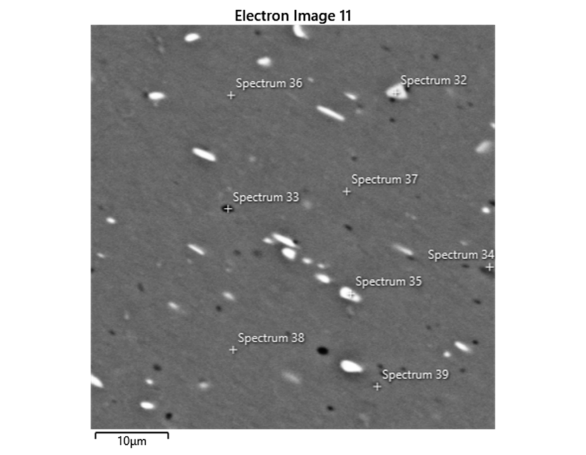 Electron Image 11
Spectrum 32
Spectrum 36
Spectrum 37
Spectrum 33
Spectrum 34
Spectrum 35
Spectrum 38
Spectrum 39
10μm